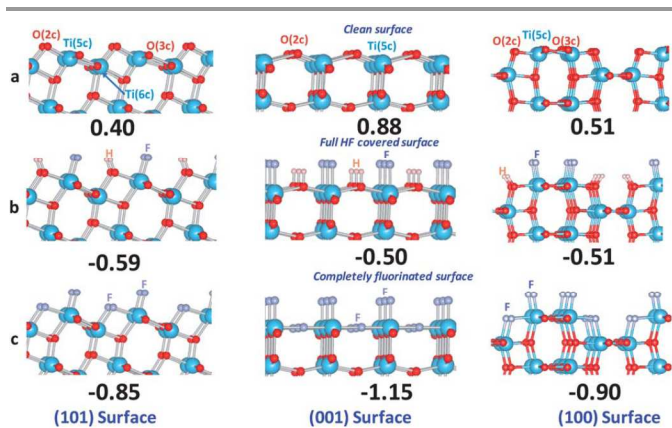 Clean surface
O(2c) Ti(5c) O(3c)
Ti(6c)
O(2c) Ti(5c)
O(2c) Ti(5c) O(3c)
a
0.40 0.88 0.51
Full HF covered surface
H F
H F
H F
b
-0.59 -0.50 -0.51
Completely fluorinated surface
F F
F F
F F
c
-0.85 -1.15 -0.90
(101) Surface (001) Surface (100) Surface